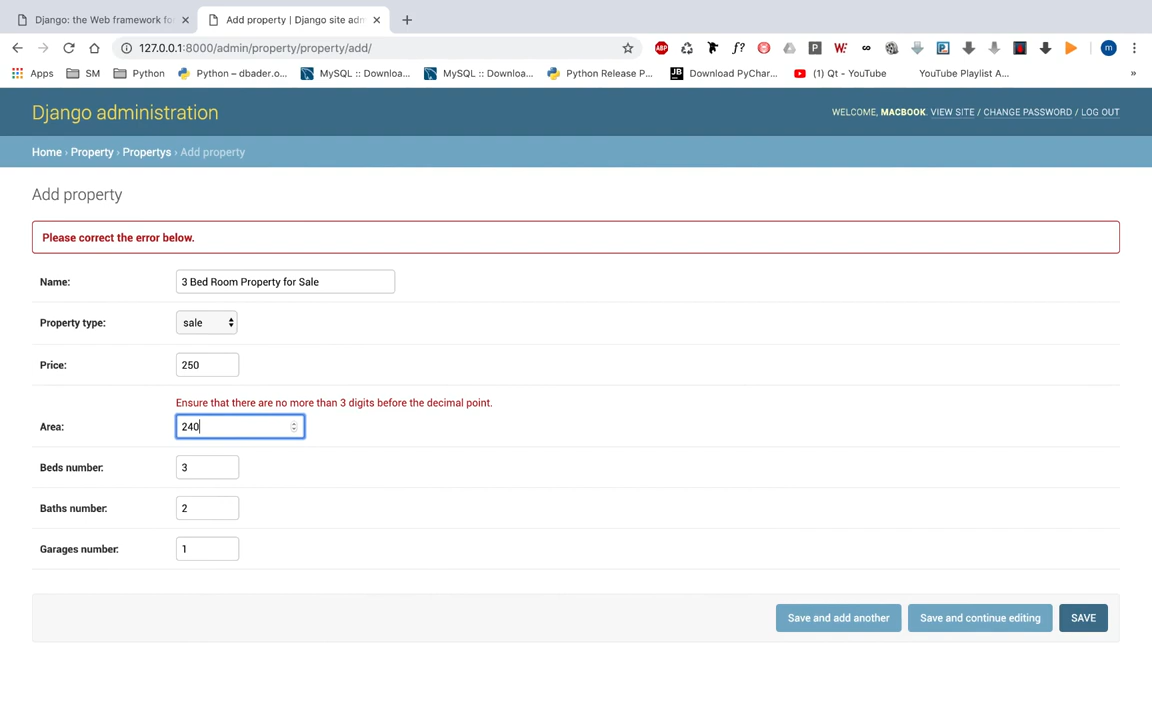 Django: the Web framework fo
Add property | Django site adm
127.0.0.1:8000/admin/property/property/add/
Apps SM Python Python – dbader.o... MySQL :: Downloa... MySQL :: Downloa... Python Release P... Download PyChar... (1) Qt - YouTube YouTube Playlist A... »
Django administration
WELCOME, MACBOOK. VIEW SITE / CHANGE PASSWORD / LOG OUT
Home › Property › Propertys › Add property
Add property
Please correct the error below.
Name: 3 Bed Room Property for Sale
Property type: sale
Price: 250
Ensure that there are no more than 3 digits before the decimal point.
Area: 240
Beds number: 3
Baths number: 2
Garages number: 1
Save and add another Save and continue editing SAVE